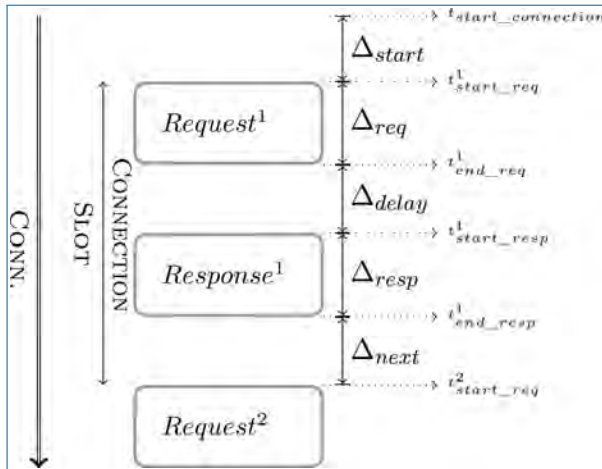 t_start_connection
Δ_start
t^1_start_req
Request^1
Δ_req
t^1_end_req
Δ_delay
t^1_start_resp
Response^1
Δ_resp
t^1_end_resp
Δ_next
t^2_start_req
Request^2
CONN.
SLOT
CONNECTION